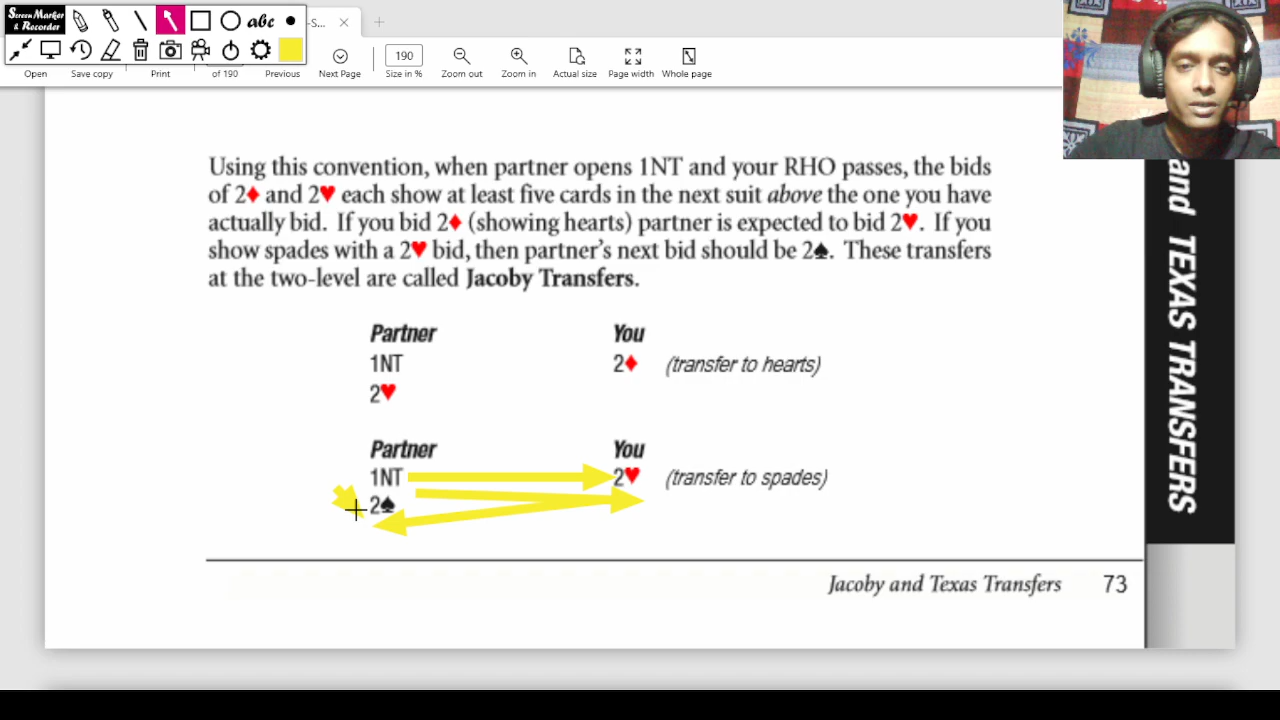 Screen Marker
& Recorder
abc
-S...
190
Open
Save copy
Print
of 190
Previous
Next Page
Size in %
Zoom out
Zoom in
Actual size
Page width
Whole page
Using this convention, when partner opens 1NT and your RHO passes, the bids
of 2♦ and 2♥ each show at least five cards in the next suit above the one you have
actually bid. If you bid 2♦ (showing hearts) partner is expected to bid 2♥. If you
show spades with a 2♥ bid, then partner's next bid should be 2♠. These transfers
at the two-level are called Jacoby Transfers.
Partner You
1NT 2♦ (transfer to hearts)
2♥
Partner You
1NT 2♥ (transfer to spades)
2♠
Jacoby and Texas Transfers 73
and TEXAS TRANSFERS